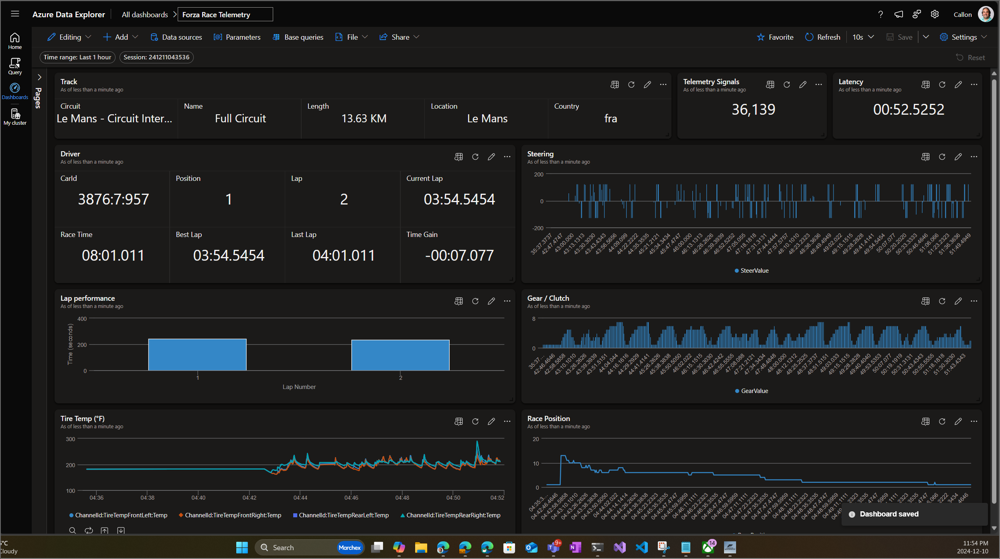 Azure Data Explorer
All dashboards
Forza Race Telemetry
Callon
Editing
Add
Data sources
Parameters
Base queries
File
Share
Favorite
Refresh
10s
Save
Settings
Time range: Last 1 hour
Session: 241211043536
Reset
Home
Query
Dashboards
My cluster
Pages
Track
As of less than a minute ago
Circuit
Le Mans - Circuit Inter...
Name
Full Circuit
Length
13.63 KM
Location
Le Mans
Country
fra
Telemetry Signals
As of less than a minute ago
36,139
Latency
As of less than a minute ago
00:52.5252
Driver
As of less than a minute ago
CarId
3876:7:957
Position
1
Lap
2
Current Lap
03:54.5454
Race Time
08:01.011
Best Lap
03:54.5454
Last Lap
04:01.011
Time Gain
-00:07.077
Steering
As of less than a minute ago
200
0
-200
35:37.3737
42:47.4747
43:00.000
43:13.1313
43:30.3030
43:43.4343
43:56.5656
44:09.099
44:22.2222
44:35.3535
45:21.2121
45:34.3434
45:47.4747
46:00.000
46:13.1313
46:26.2626
46:39.3939
46:52.5252
47:05.055
47:18.1818
47:31.3131
47:44.4444
47:57.5757
48:10.1010
48:23.2323
48:36.3636
48:49.4949
49:02.022
49:15.1515
49:28.2828
49:41.4141
49:54.5454
50:07.077
50:20.2020
50:33.3333
50:46.4646
51:06.066
51:23.2323
51:36.3636
51:49.4949
SteerValue
Lap performance
As of less than a minute ago
Time (seconds)
400
200
0
1
2
Lap Number
Gear / Clutch
As of less than a minute ago
8
0
35:37...
42:46.4646
42:58.5858
43:10.1010
43:26.2626
43:39.3939
43:51.5151
44:04.044
44:16.1616
44:29.2929
44:41.4141
45:26.2626
45:38.3838
45:50.5050
46:02.022
46:15.1515
46:30.3030
46:42.4242
46:55.5555
47:08.088
47:21.2121
47:34.3434
47:48.4848
48:00.000
48:12.1212
48:25.2525
48:37.3737
48:51.5151
49:03.033
49:15.1515
49:28.2828
49:40.4040
49:53.5353
50:07.077
50:19.1919
50:31.3131
50:43.4343
50:55.5555
51:18.1818
51:30.3030
51:43.4343
GearValue
Tire Temp (°F)
As of less than a minute ago
300
200
100
04:36
04:38
04:40
04:42
04:44
04:46
04:48
04:50
04:52
ChannelId:TireTempFrontLeft:Temp
ChannelId:TireTempFrontRight:Temp
ChannelId:TireTempRearLeft:Temp
ChannelId:TireTempRearRight:Temp
Race Position
As of less than a minute ago
20
10
0
04:35:3...
04:42:46.4646
04:42:58.5858
04:43:10.1010
04:43:26.2626
04:43:38.3838
04:43:50.5050
04:44:02.022
04:44:14.1414
04:44:26.2626
04:44:38.3838
04:45:23.2323
04:45:35.3535
04:45:47.4747
04:45:59.5959
04:46:11.1111
04:46:23.2323
04:46:35.3535
04:46:47.4747
04:46:59.5959
04:47:11.1111
04:47:23.2323
04:47:35.3535
04:47:47.4747
04:47:59.5959
04:48:11.1111
04:48:23.2323
04:48:35.3535
04:48:47.4747
04:48:59.5959
Dashboard saved
5°C
Cloudy
Search
Marchex
9+
14
11:54 PM
2024-12-10